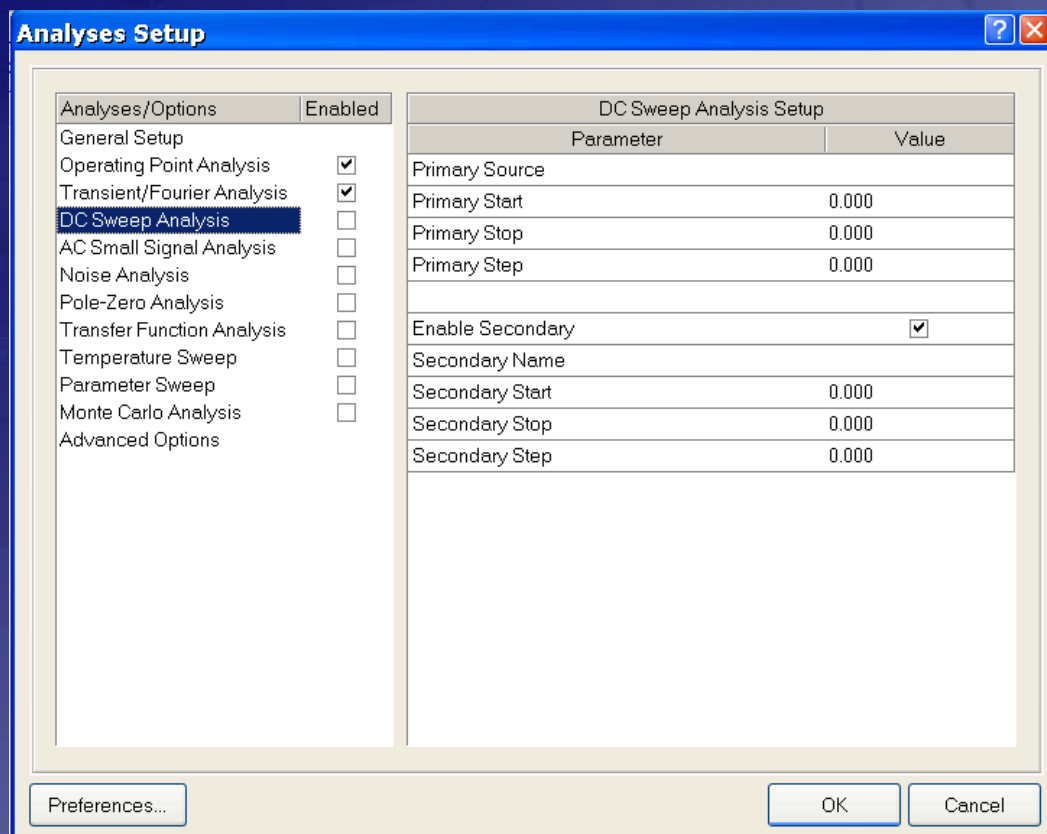 Analyses Setup
Analyses/Options Enabled
General Setup
Operating Point Analysis
Transient/Fourier Analysis
DC Sweep Analysis
AC Small Signal Analysis
Noise Analysis
Pole-Zero Analysis
Transfer Function Analysis
Temperature Sweep
Parameter Sweep
Monte Carlo Analysis
Advanced Options
DC Sweep Analysis Setup
Parameter Value
Primary Source
Primary Start 0.000
Primary Stop 0.000
Primary Step 0.000
Enable Secondary
Secondary Name
Secondary Start 0.000
Secondary Stop 0.000
Secondary Step 0.000
Preferences... OK Cancel